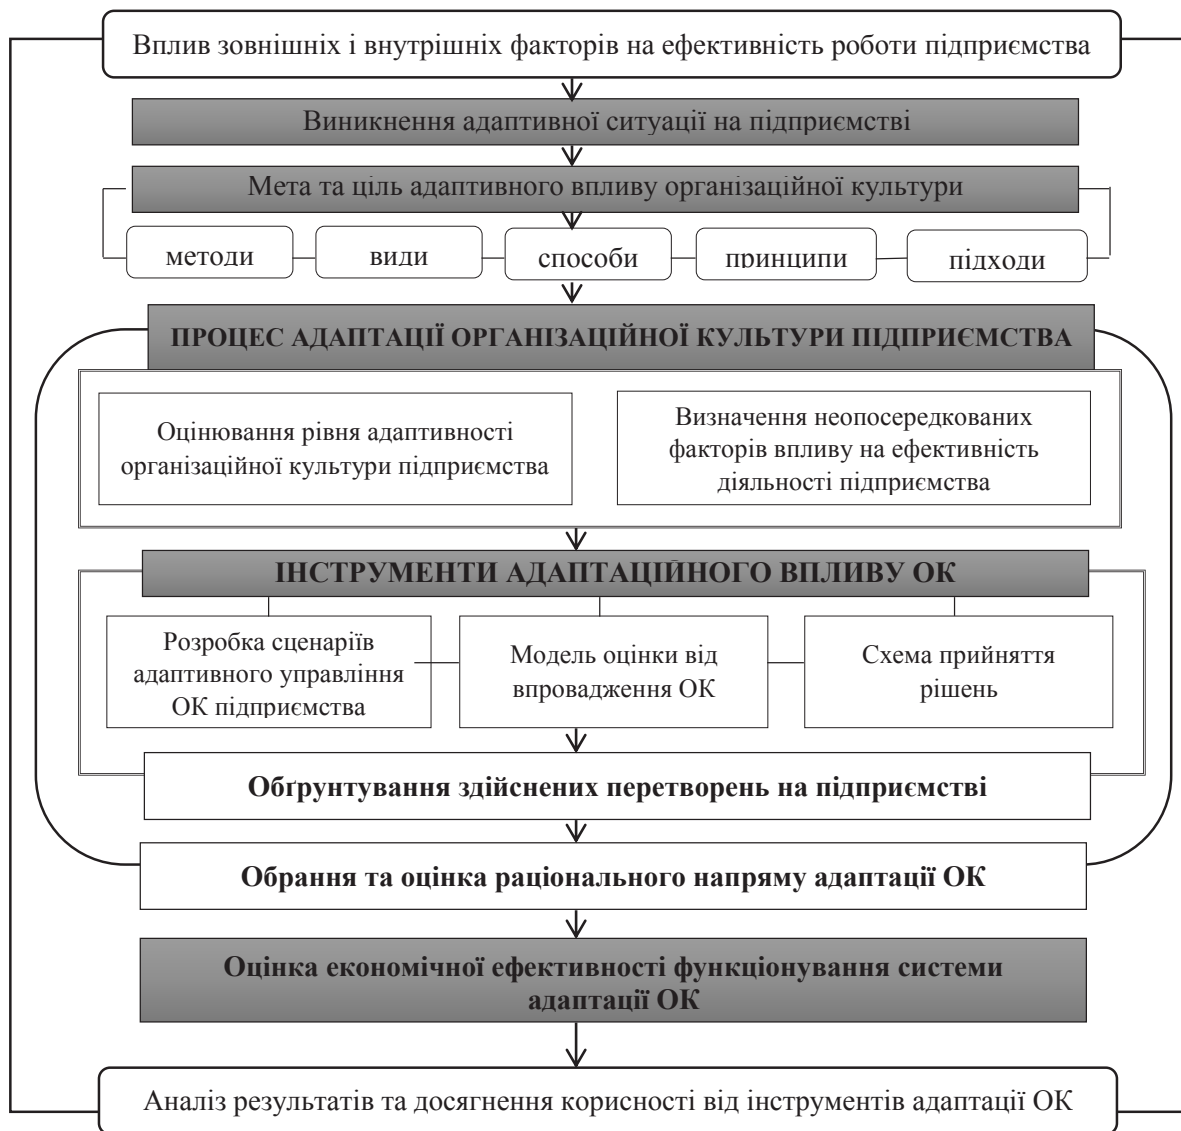 Вплив зовнішніх і внутрішніх факторів на ефективність роботи підприємства
Виникнення адаптивної ситуації на підприємстві
Мета та ціль адаптивного впливу організаційної культури
методи види способи принципи підходи
ПРОЦЕС АДАПТАЦІЇ ОРГАНІЗАЦІЙНОЇ КУЛЬТУРИ ПІДПРИЄМСТВА
Оцінювання рівня адаптивності
організаційної культури підприємства
Визначення неопосередкованих
факторів впливу на ефективність
діяльності підприємства
ІНСТРУМЕНТИ АДАПТАЦІЙНОГО ВПЛИВУ ОК
Розробка сценаріїв
адаптивного управління
ОК підприємства
Модель оцінки від
впровадження ОК
Схема прийняття
рішень
Обґрунтування здійснених перетворень на підприємстві
Обрання та оцінка раціонального напряму адаптації ОК
Оцінка економічної ефективності функціонування системи
адаптації ОК
Аналіз результатів та досягнення корисності від інструментів адаптації ОК